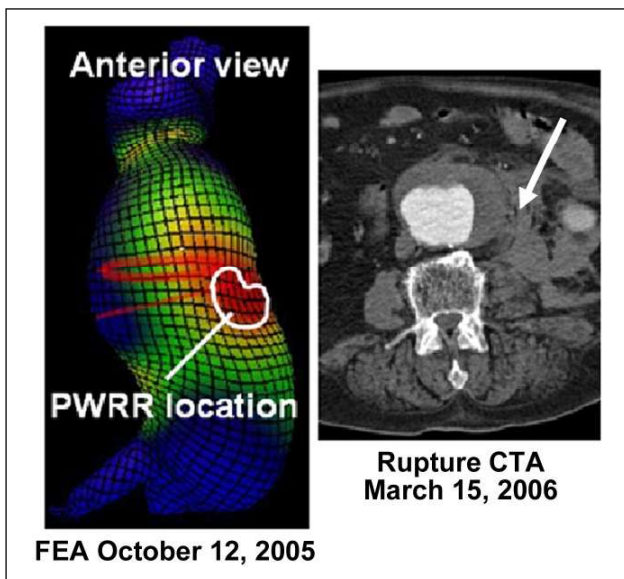 Anterior view
PWRR location
FEA October 12, 2005
Rupture CTA
March 15, 2006